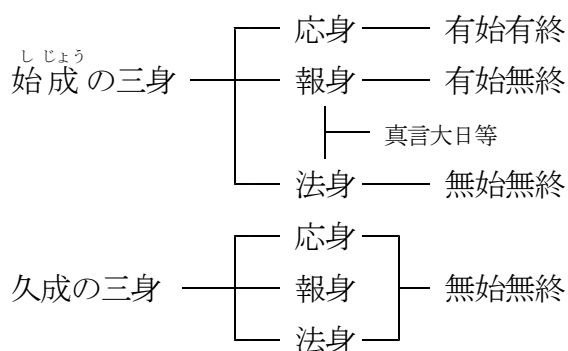 応身 有始有終
しじょう
始成の三身 報身 有始無終
真言大日等
法身 無始無終
応身
久成の三身 報身 無始無終
法身